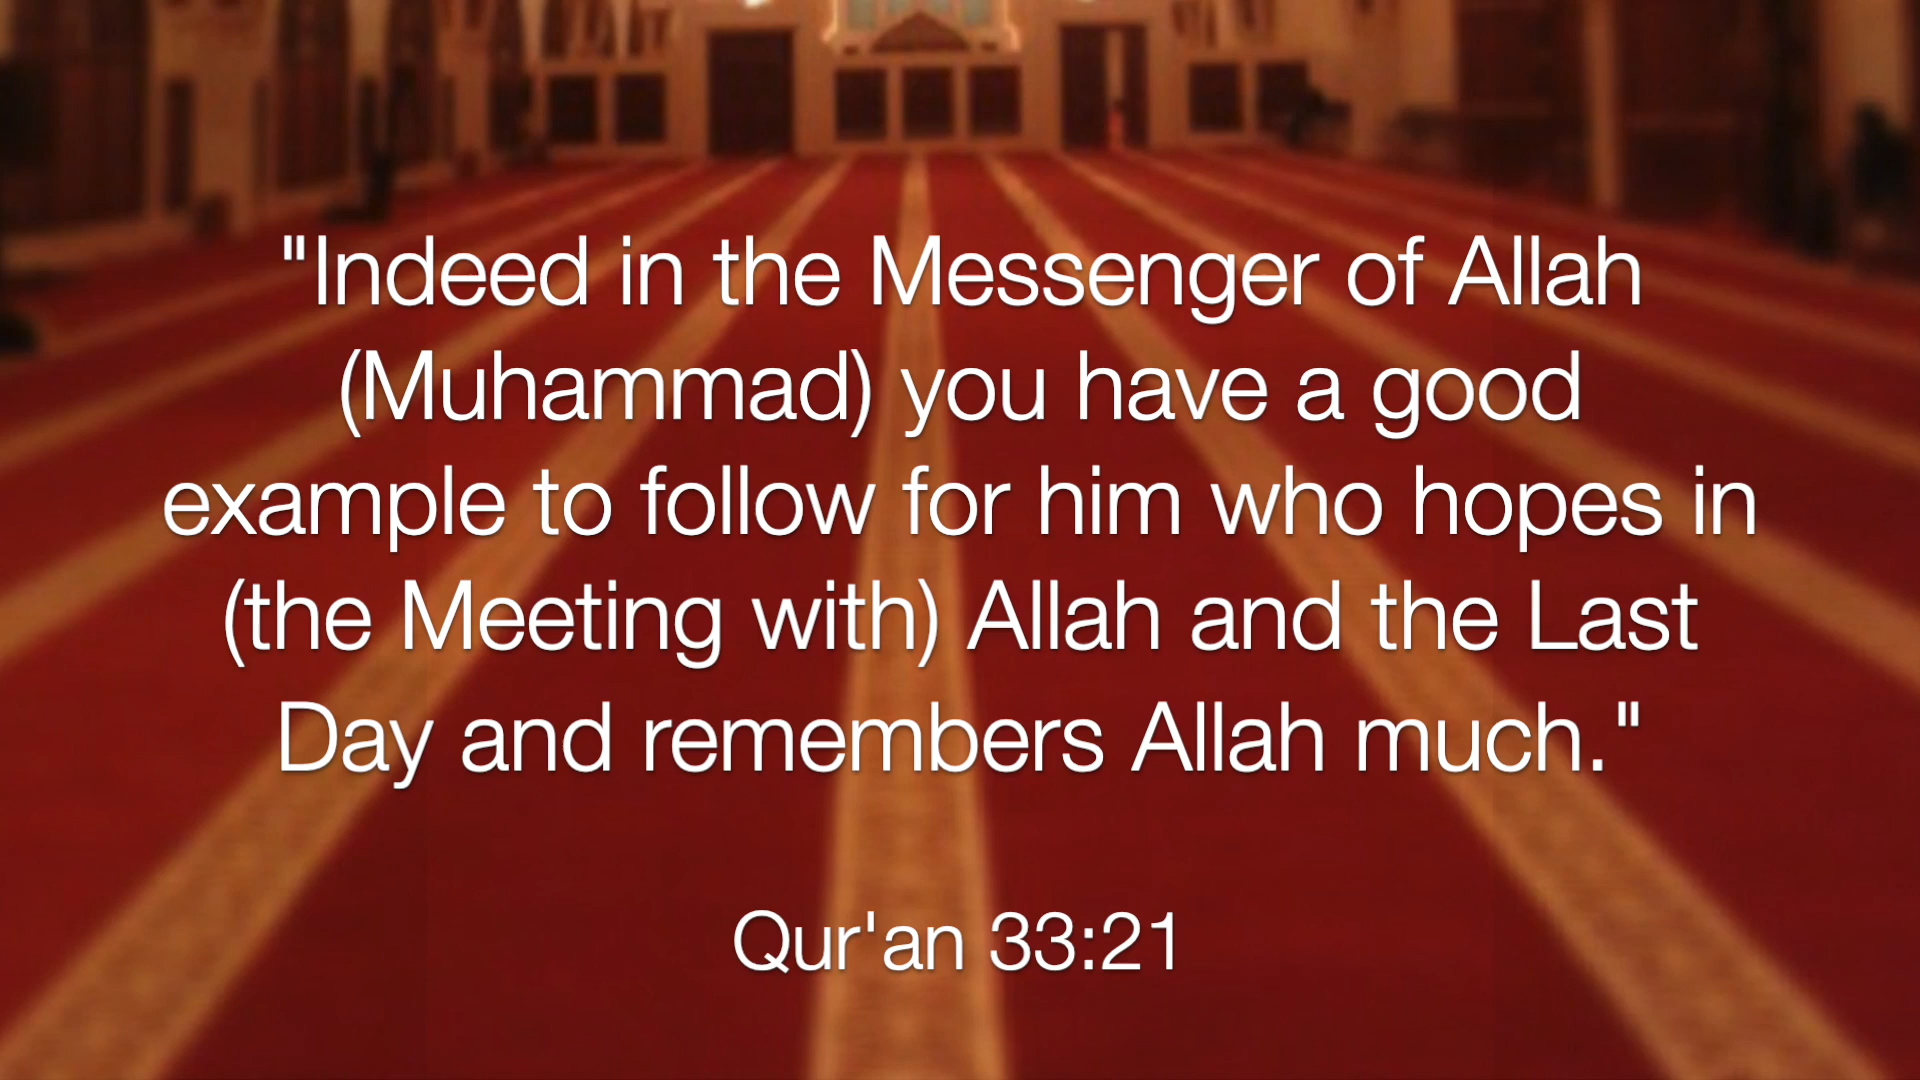 "Indeed in the Messenger of Allah
(Muhammad) you have a good
example to follow for him who hopes in
(the Meeting with) Allah and the Last
Day and remembers Allah much."
Qur'an 33:21